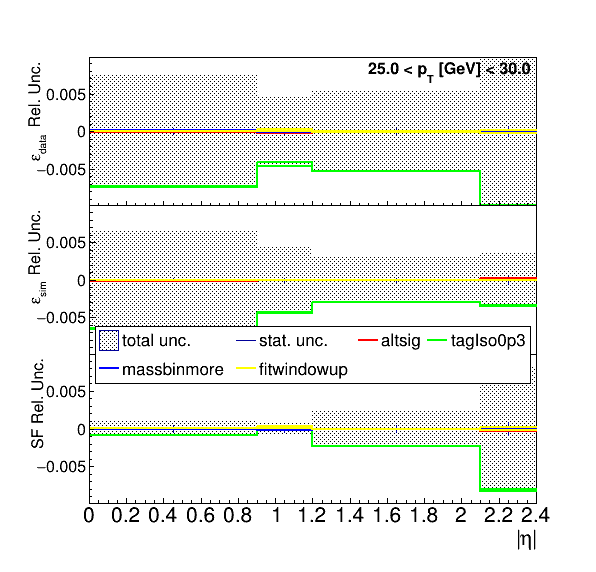 25.0 < p_T [GeV] < 30.0
ε_data Rel. Unc.
0.005
0
−0.005
ε_sim Rel. Unc.
0.005
0
−0.005
total unc. stat. unc. altsig tagIso0p3
massbinmore fitwindowup
SF Rel. Unc.
0.005
0
−0.005
0 0.2 0.4 0.6 0.8 1 1.2 1.4 1.6 1.8 2 2.2 2.4
|η|